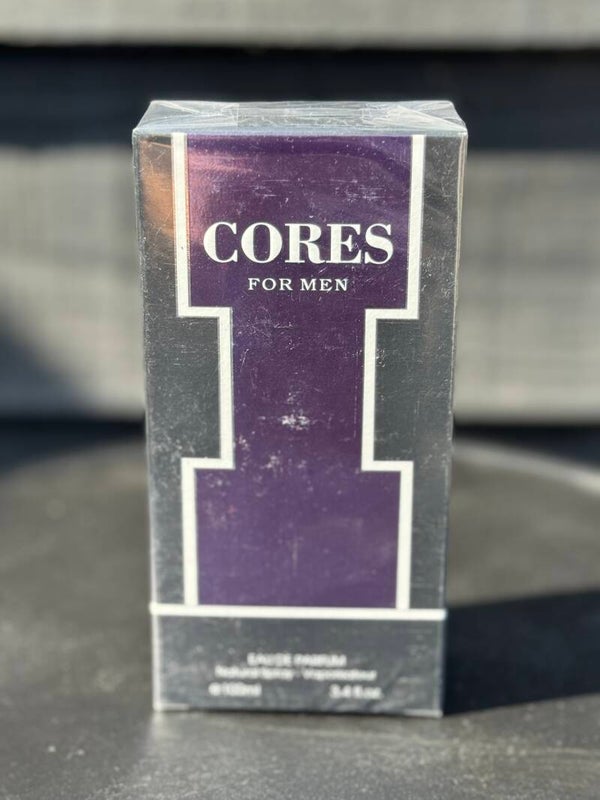 CORES
FOR MEN
EAU DE PARFUM
Natural Spray - Vaporisateur
e 100ml 3.4 fl.oz.